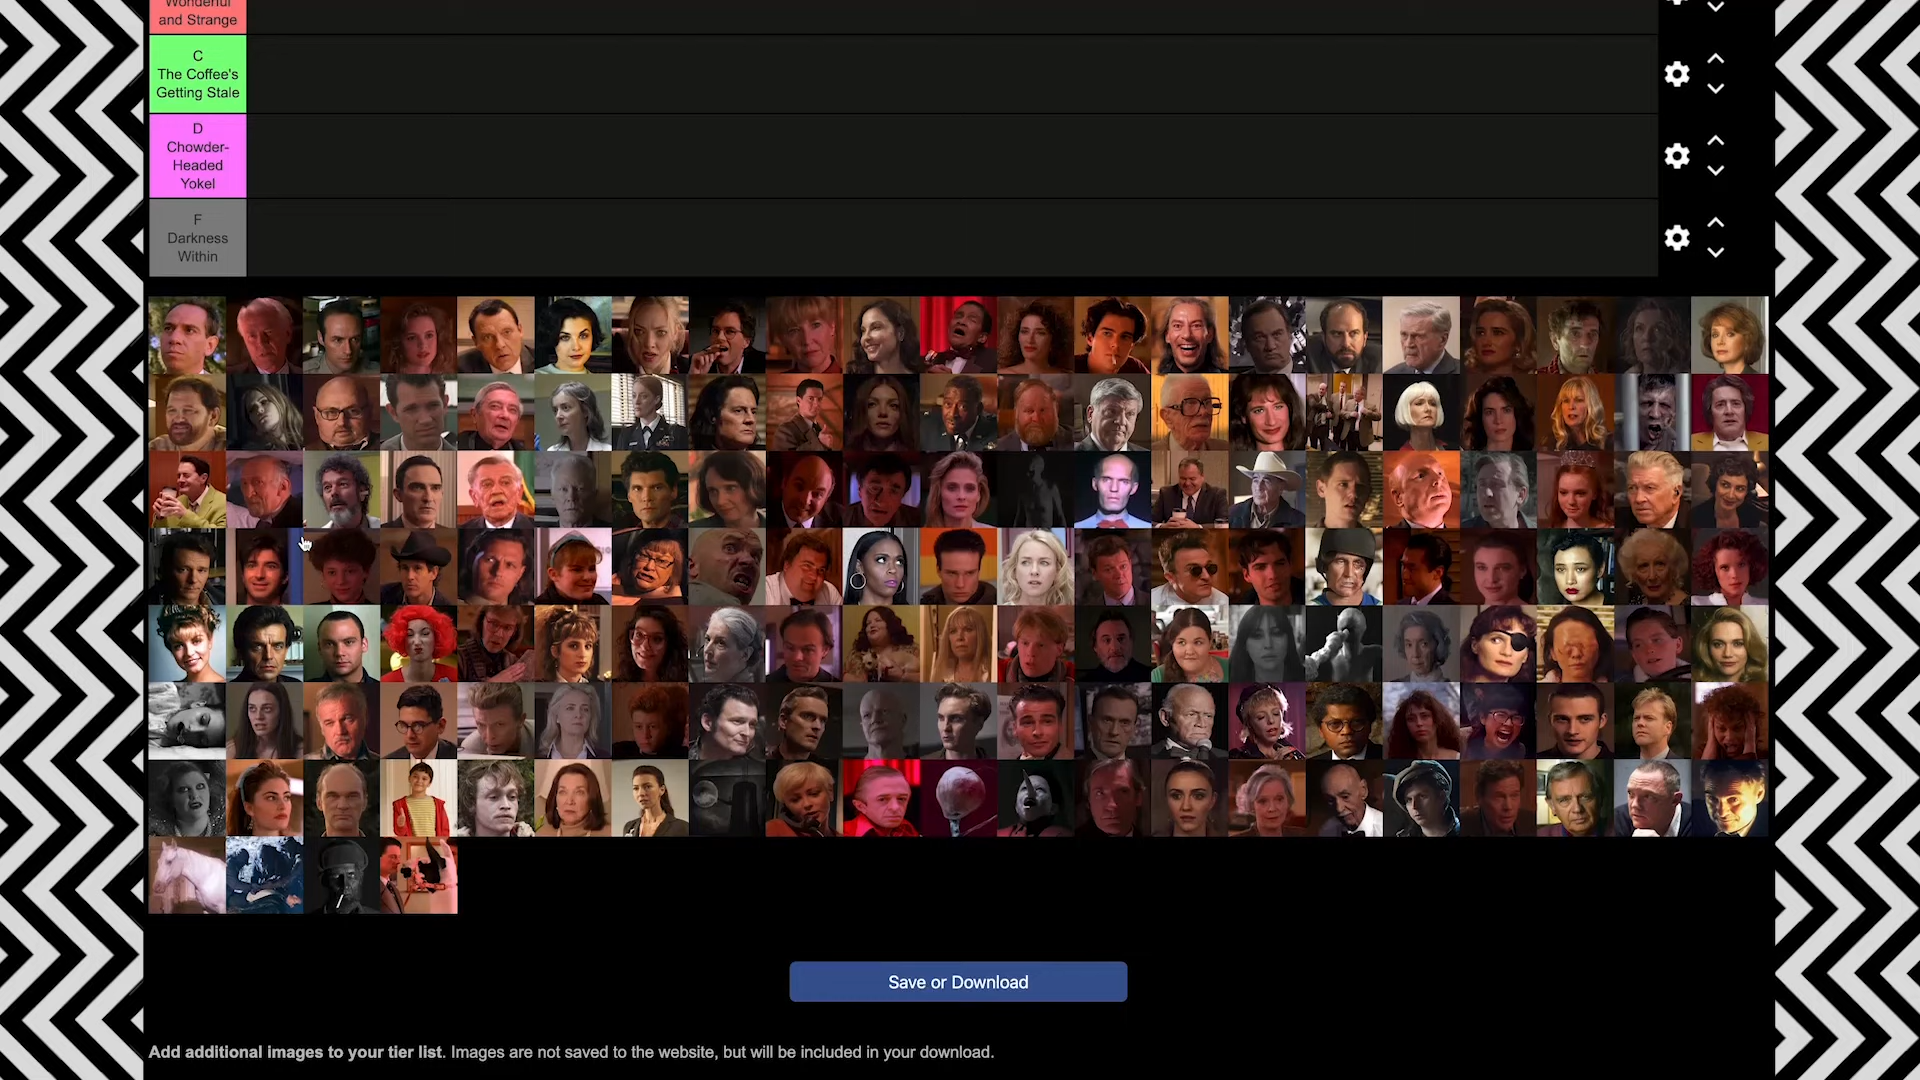 Wonderful
and Strange
C
The Coffee's
Getting Stale
D
Chowder-
Headed
Yokel
F
Darkness
Within
Save or Download
Add additional images to your tier list. Images are not saved to the website, but will be included in your download.